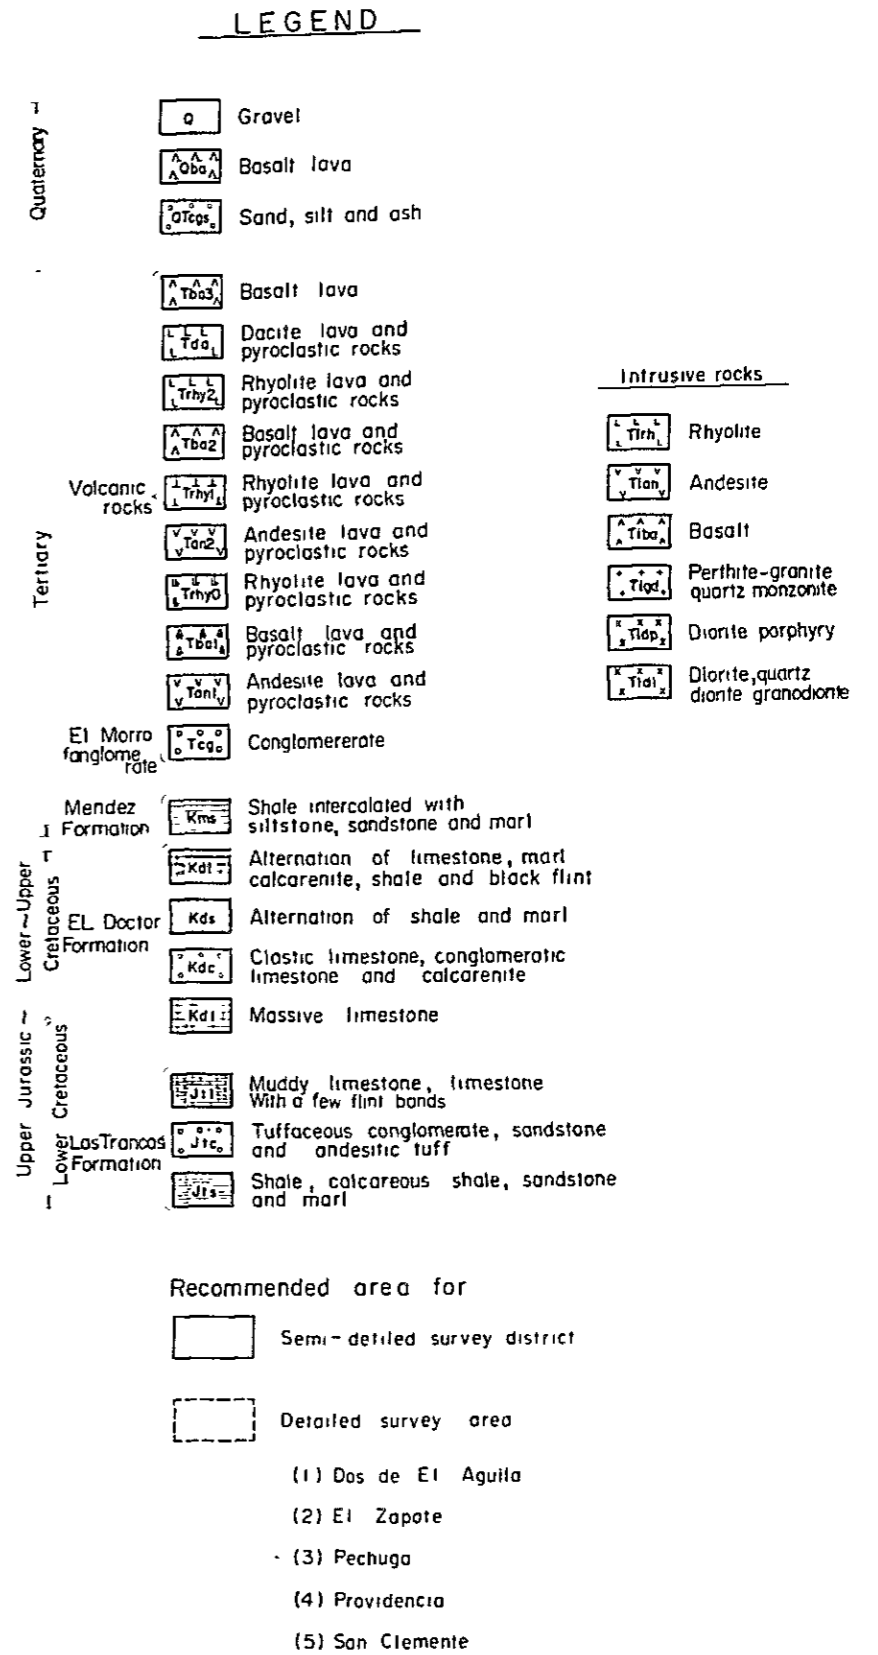 LEGEND
Quaternary
Q Gravel
Qba Basalt lava
QTcgs Sand, silt and ash
Tertiary
Volcanic
rocks
Tba3 Basalt lava
Tda Dacite lava and
pyroclastic rocks
Trhy2 Rhyolite lava and
pyroclastic rocks
Tba2 Basalt lava and
pyroclastic rocks
Trhy1 Rhyolite lava and
pyroclastic rocks
Tan2 Andesite lava and
pyroclastic rocks
Trhy0 Rhyolite lava and
pyroclastic rocks
Tba1 Basalt lava and
pyroclastic rocks
Tan1 Andesite lava and
pyroclastic rocks
El Morro
fanglome
rate
Tcg Conglomererate
Intrusive rocks
Tirh Rhyolite
Tian Andesite
Tiba Basalt
Tigd Perthite-granite
quartz monzonite
Tidp Diorite porphyry
Tidi Diorite, quartz
diorite granodiorite
Lower~Upper
Cretaceous
Mendez
Formation
Kms Shale intercalated with
siltstone, sandstone and marl
EL Doctor
Formation
Alternation of limestone, marl
calcarenite, shale and black flint
Kds Alternation of shale and marl
Kdc Clastic limestone, conglomeratic
limestone and calcarenite
Kdl Massive limestone
Upper Jurassic ~
Lower Cretaceous
Las Trancas
Formation
Jtl Muddy limestone, limestone
With a few flint bands
Jtc Tuffaceous conglomerate, sandstone
and andesitic tuff
Jts Shale, calcareous shale, sandstone
and marl
Recommended area for
Semi-detiled survey district
Detailed survey area
(1) Dos de El Aguila
(2) El Zapote
(3) Pechuga
(4) Providencia
(5) San Clemente